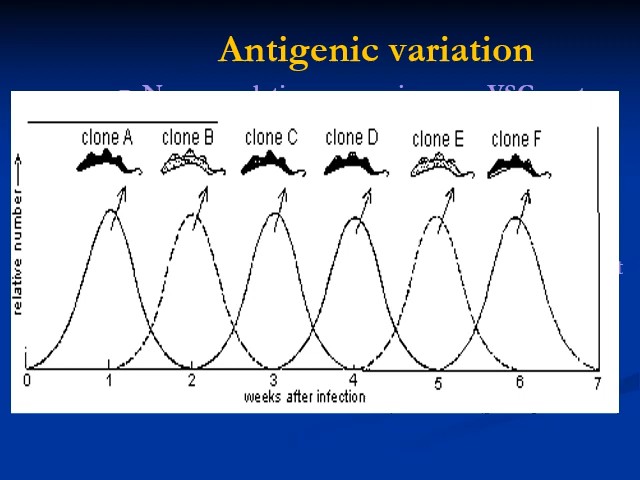 Antigenic variation
clone A clone B clone C clone D clone E clone F
relative number
0 1 2 3 4 5 6 7
weeks after infection